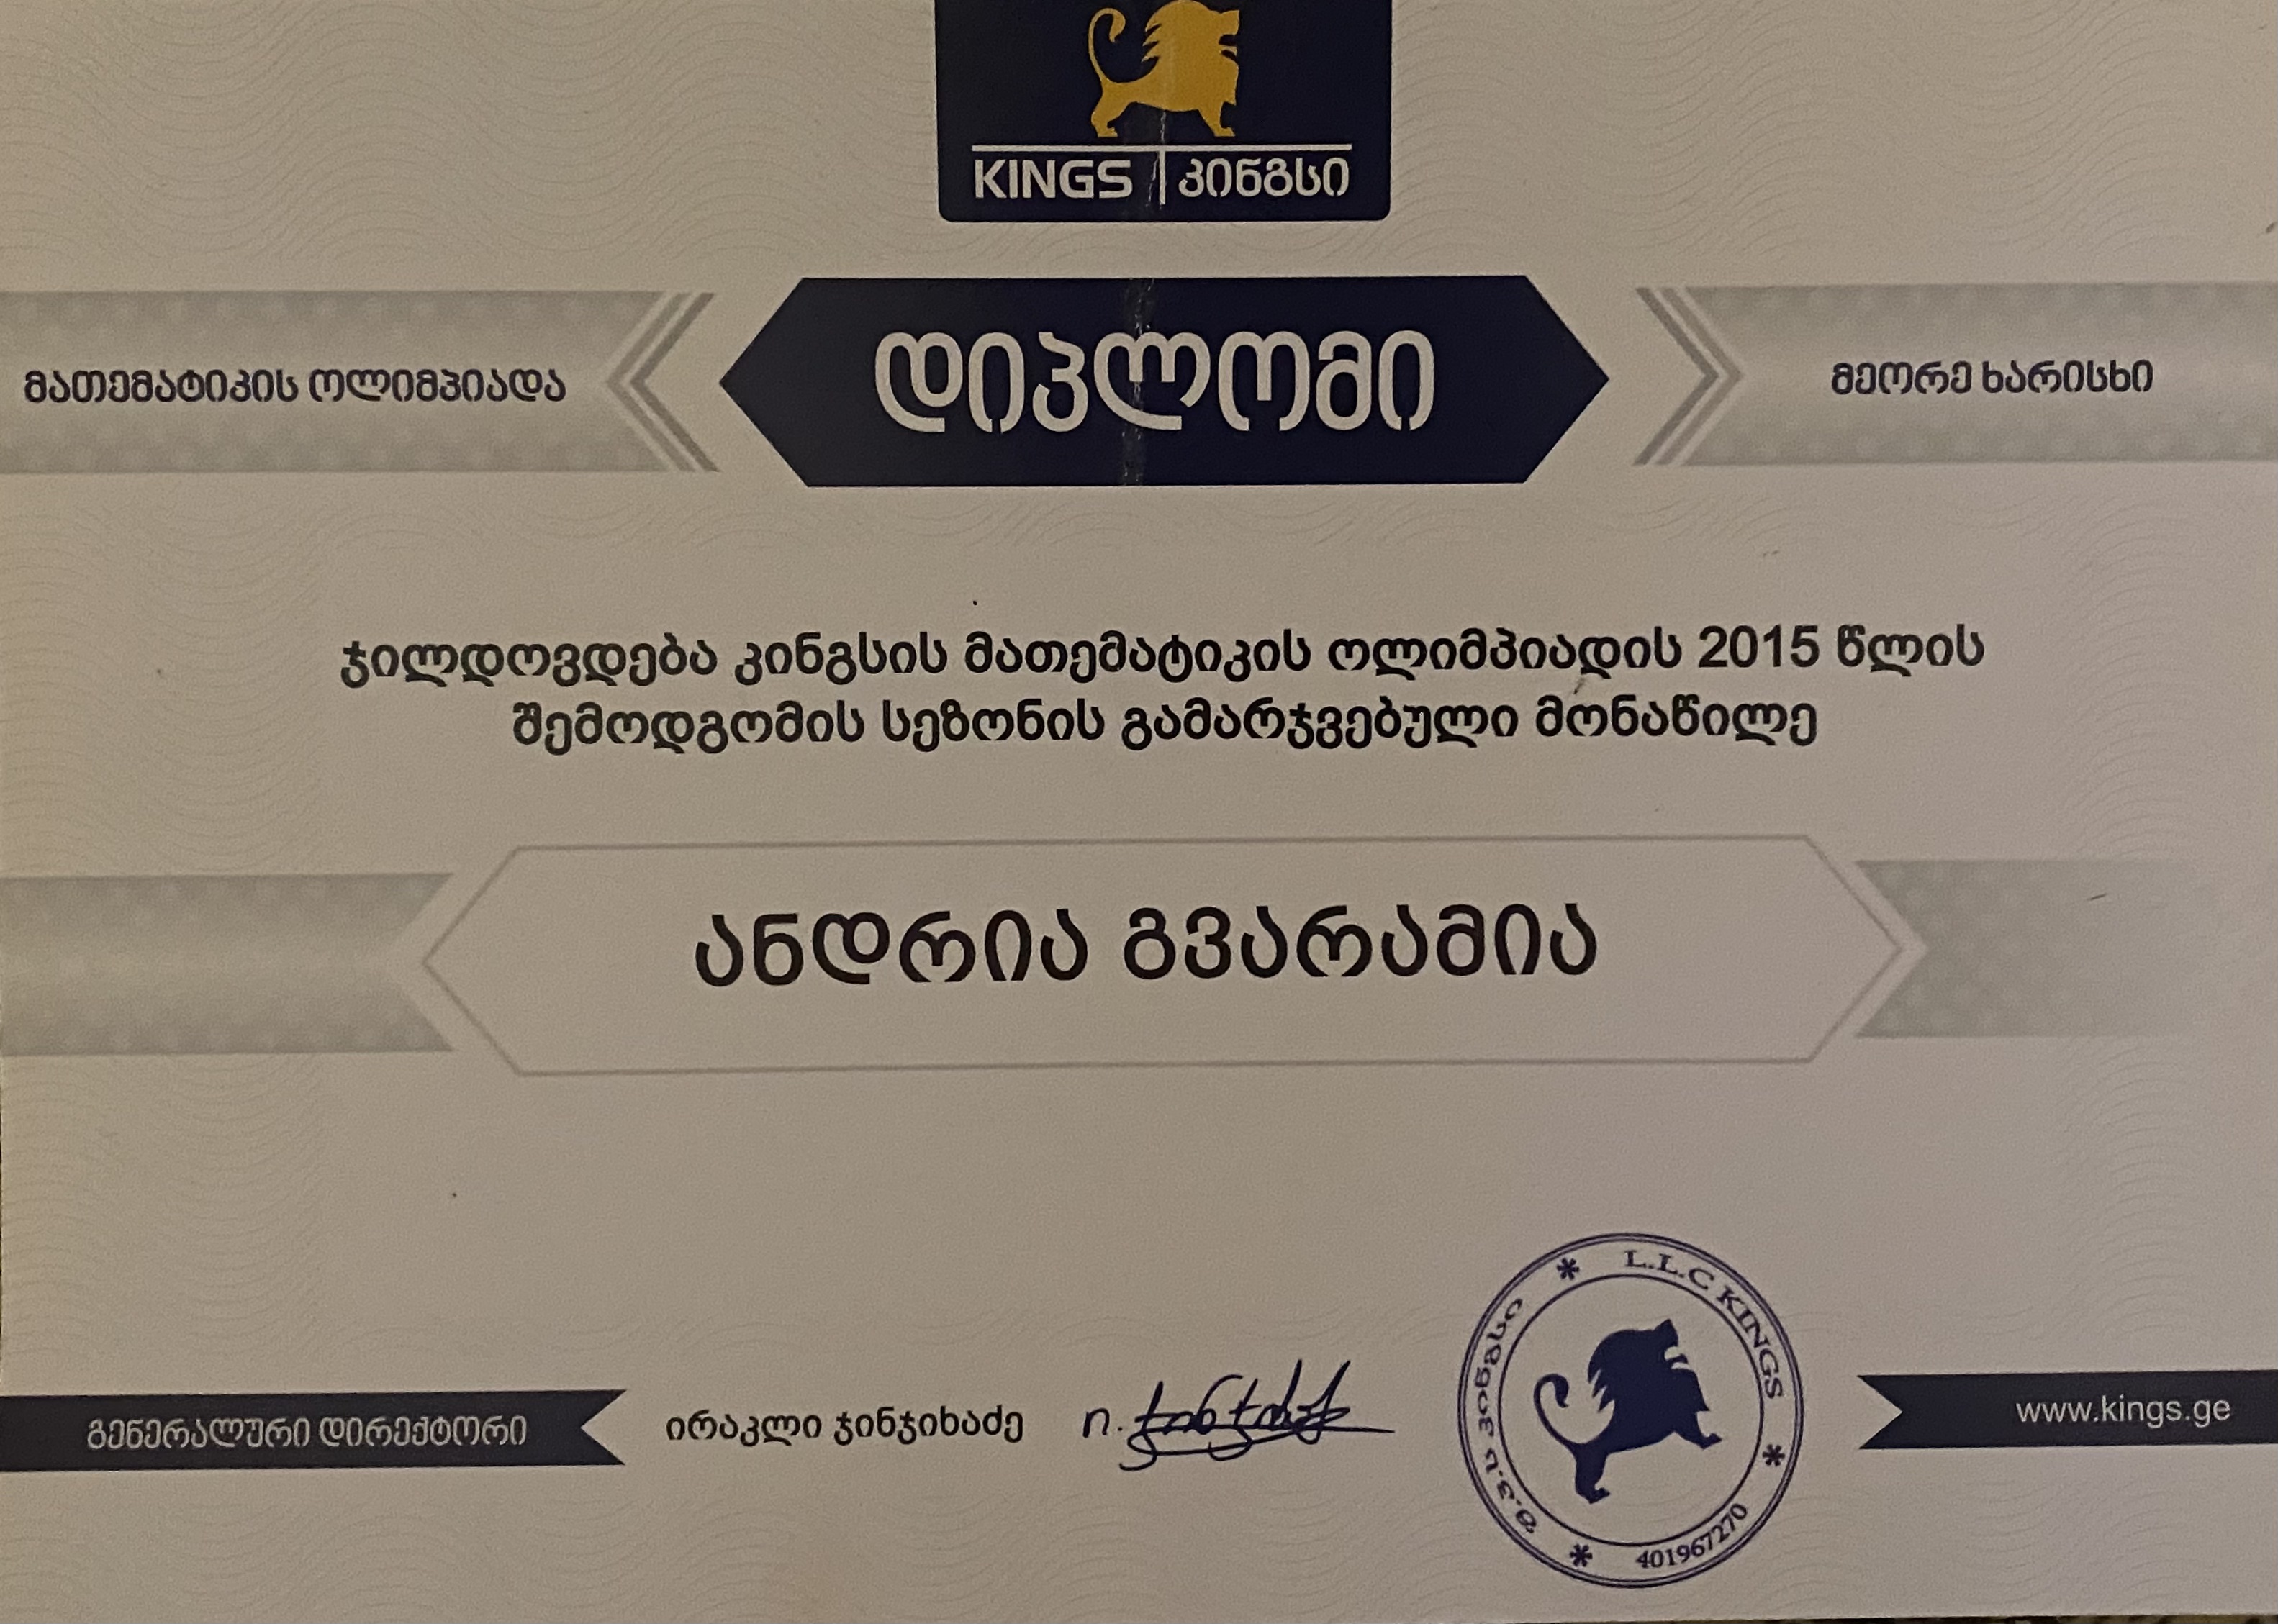 KINGS | კინგსი
მათემატიკის ოლიმპიადა
დიპლომი
მეორე ხარისხი
ჯილდოვდება კინგსის მათემატიკის ოლიმპიადის 2015 წლის
შემოდგომის სეზონის გამარჯვებული მონაწილე
ანდრია გვარამია
გენერალური დირექტორი
ირაკლი ჯინჯიხაძე
ი. ჯინჯიხაძე
L.L.C KINGS
შ.პ.ს კინგსი
401967270
www.kings.ge